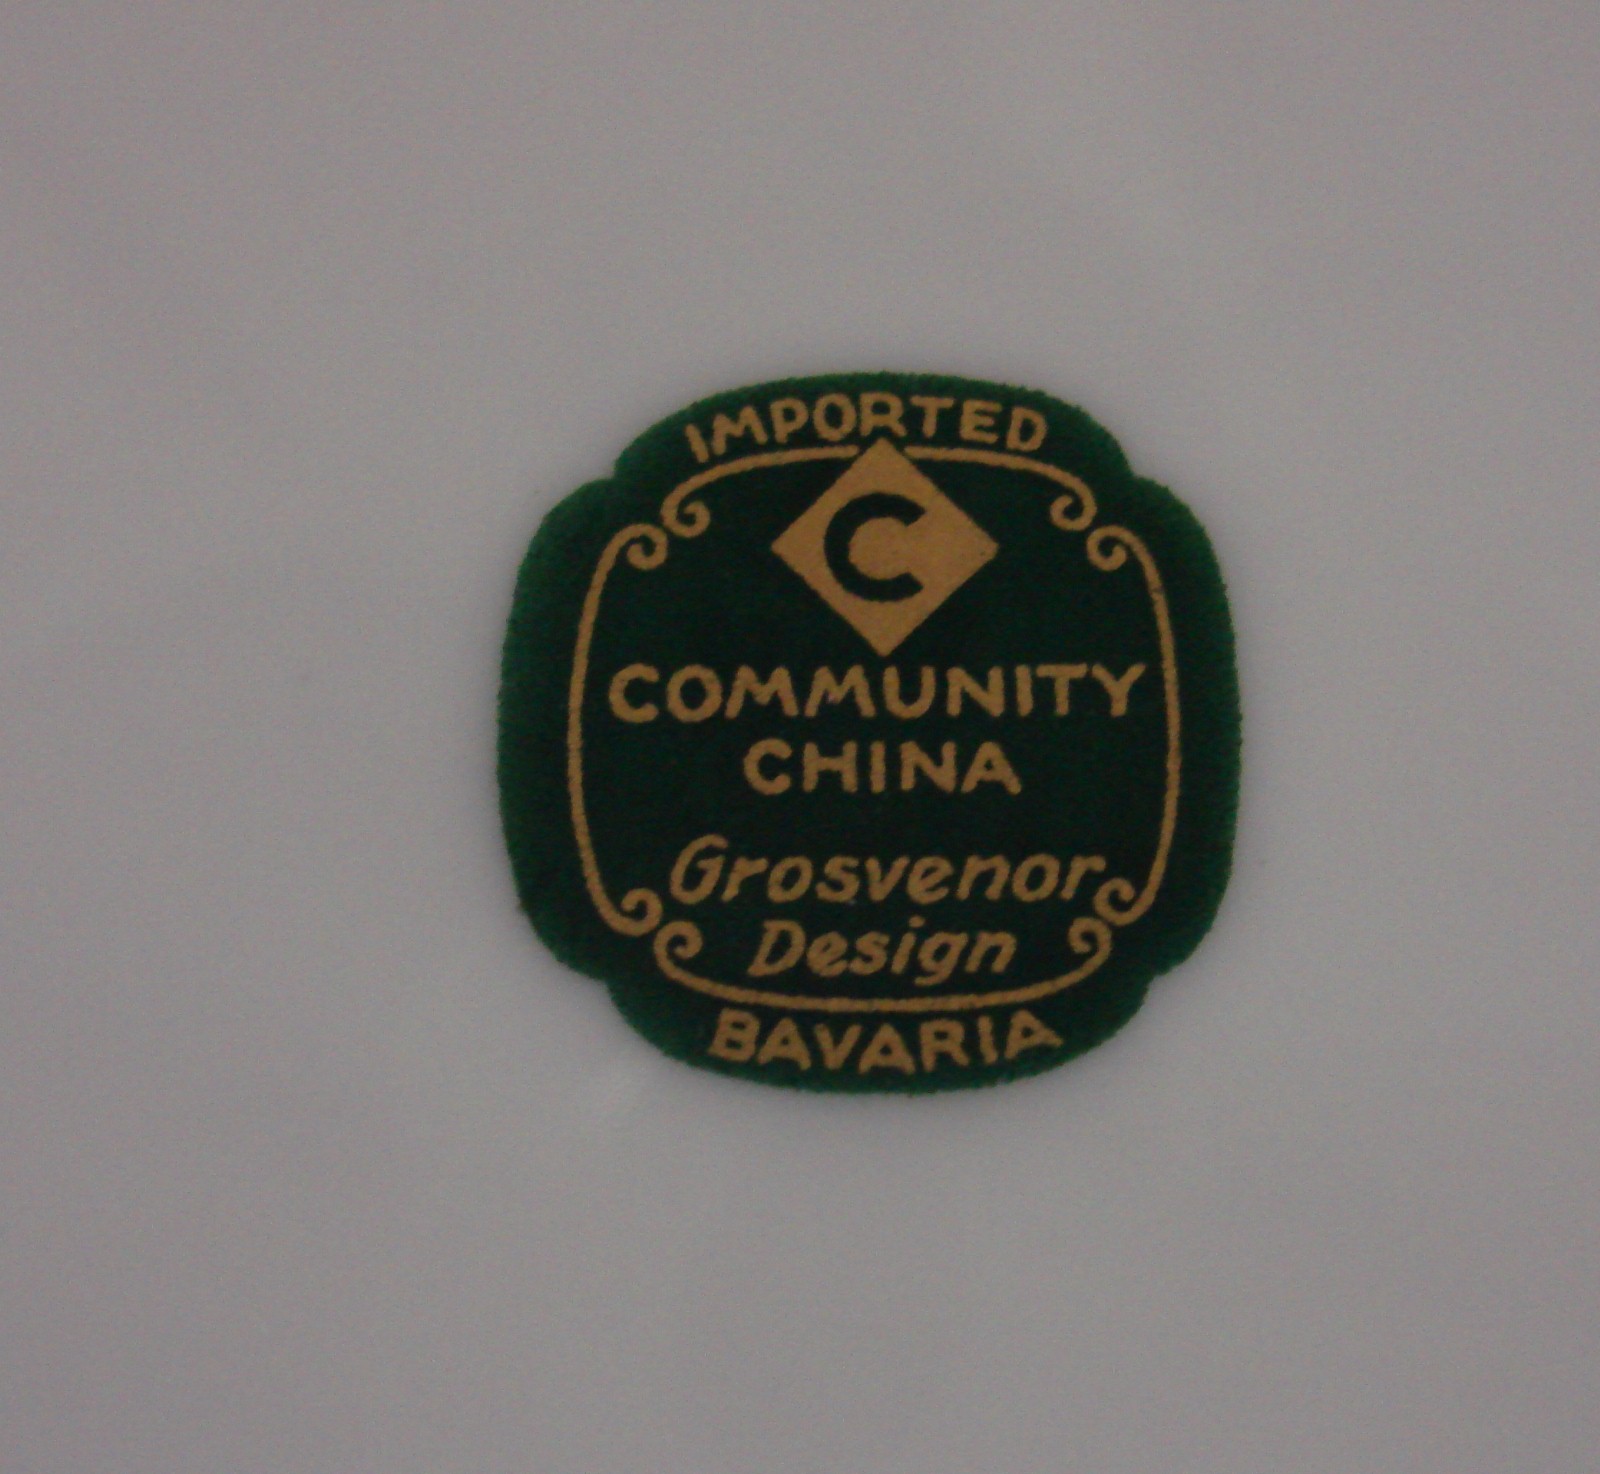 IMPORTED
C
COMMUNITY
CHINA
Grosvenor
Design
BAVARIA